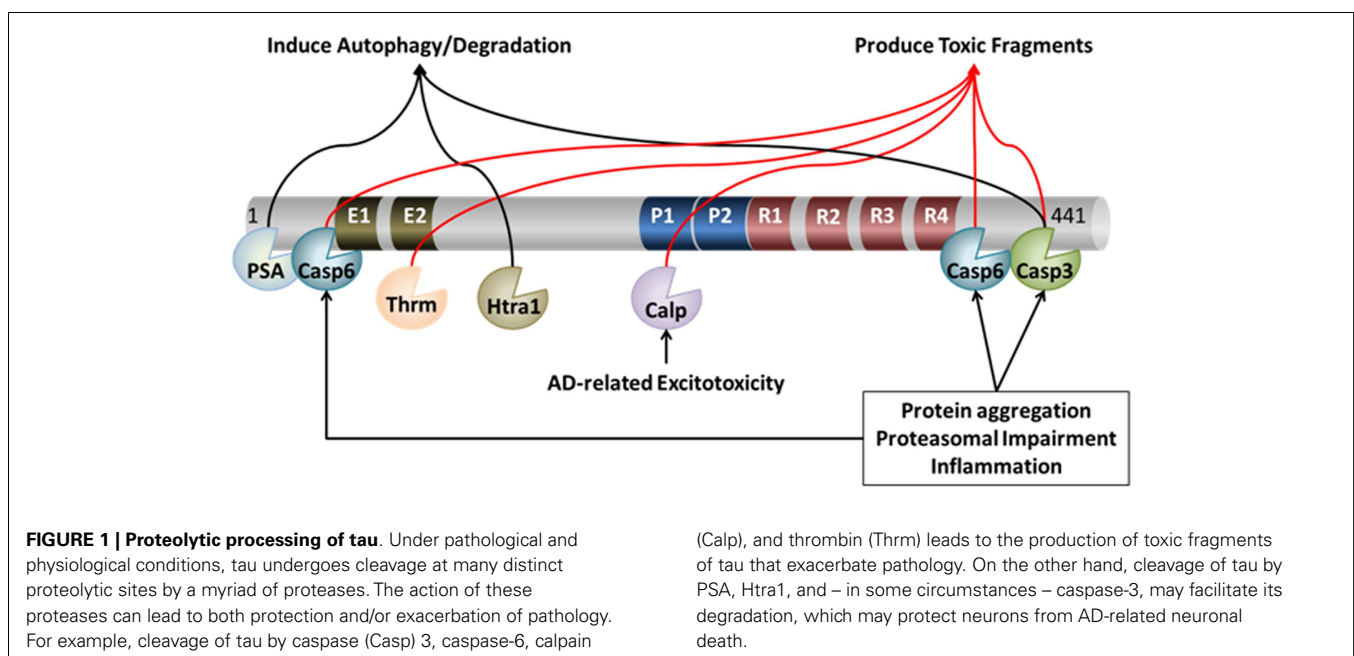 Induce Autophagy/Degradation
Produce Toxic Fragments
1
E1
E2
P1
P2
R1
R2
R3
R4
441
PSA
Casp6
Thrm
Htra1
Calp
Casp6
Casp3
AD-related Excitotoxicity
Protein aggregation
Proteasomal Impairment
Inflammation
FIGURE 1 | Proteolytic processing of tau. Under pathological and
physiological conditions, tau undergoes cleavage at many distinct
proteolytic sites by a myriad of proteases. The action of these
proteases can lead to both protection and/or exacerbation of pathology.
For example, cleavage of tau by caspase (Casp) 3, caspase-6, calpain
(Calp), and thrombin (Thrm) leads to the production of toxic fragments
of tau that exacerbate pathology. On the other hand, cleavage of tau by
PSA, Htra1, and – in some circumstances – caspase-3, may facilitate its
degradation, which may protect neurons from AD-related neuronal
death.